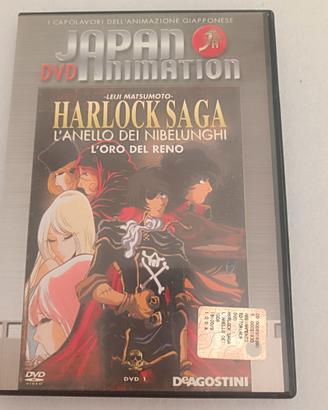 I CAPOLAVORI DELL'ANIMAZIONE GIAPPONESE
JAPAN
DVD ANIMATION
-LEIJI MATSUMOTO-
HARLOCK SAGA
L'ANELLO DEI NIBELUNGHI
L'ORO DEL RENO
DVD
VIDEO
DVD 1
DEAGOSTINI